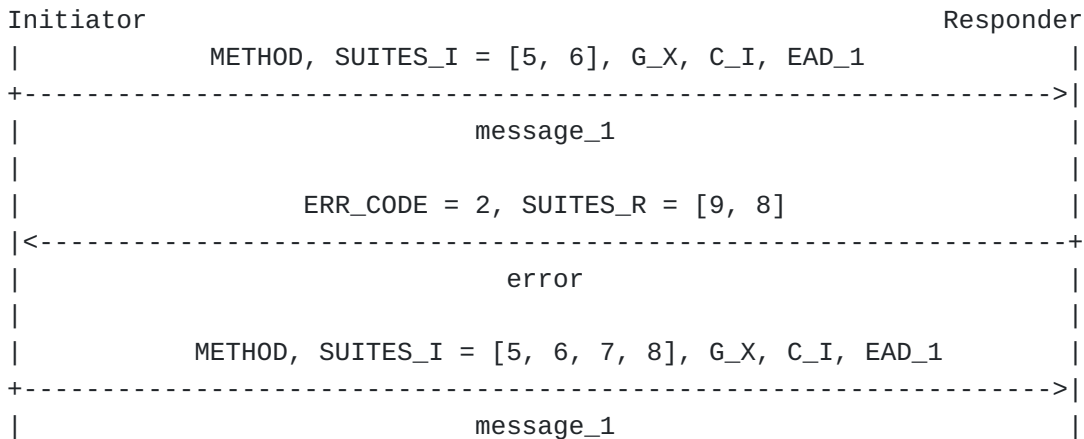 Initiator                                                   Responder
|            METHOD, SUITES_I = [5, 6], G_X, C_I, EAD_1             |
+------------------------------------------------------------------>|
|                             message_1                             |
|                                                                   |
|                  ERR_CODE = 2, SUITES_R = [9, 8]                  |
|<------------------------------------------------------------------+
|                               error                               |
|                                                                   |
|           METHOD, SUITES_I = [5, 6, 7, 8], G_X, C_I, EAD_1        |
+------------------------------------------------------------------>|
|                             message_1                             |